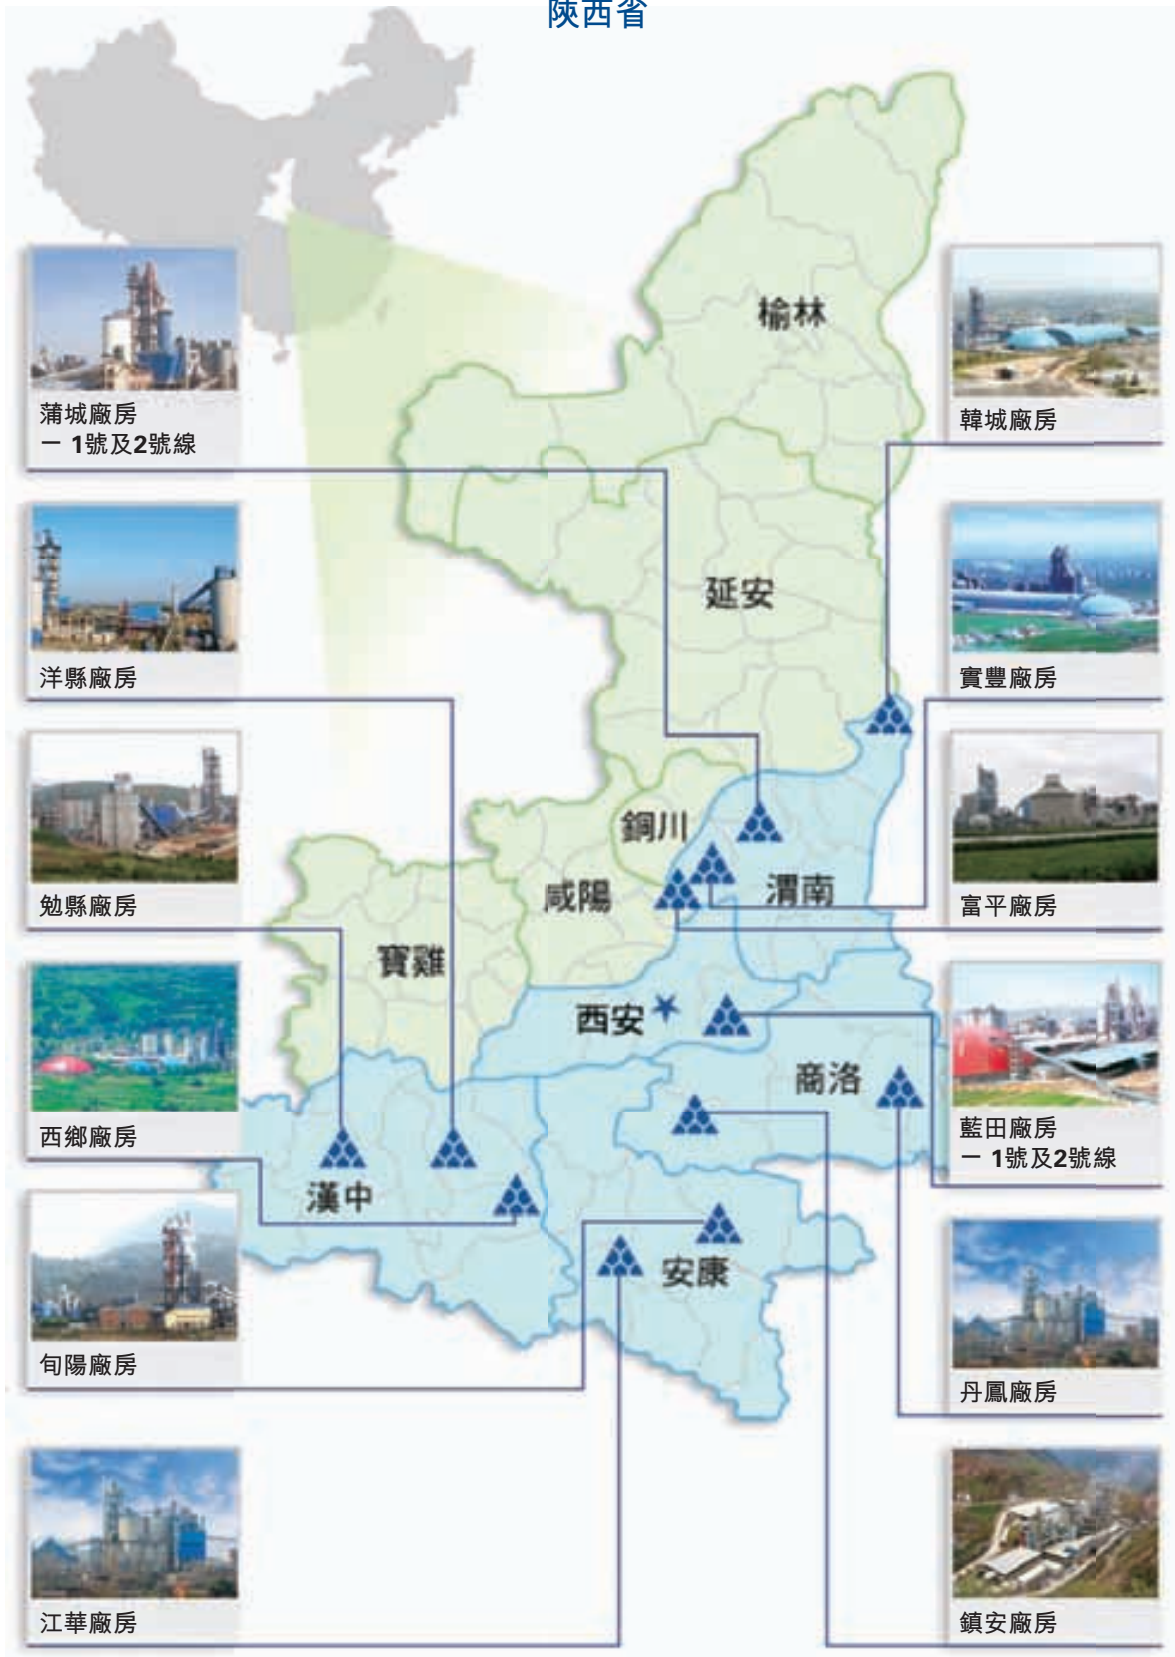 陝西省
榆林
延安
銅川
咸陽
渭南
寶雞
西安
商洛
漢中
安康
蒲城廠房
一 1號及2號線
洋縣廠房
勉縣廠房
西鄉廠房
旬陽廠房
江華廠房
韓城廠房
實豐廠房
富平廠房
藍田廠房
一 1號及2號線
丹鳳廠房
鎮安廠房